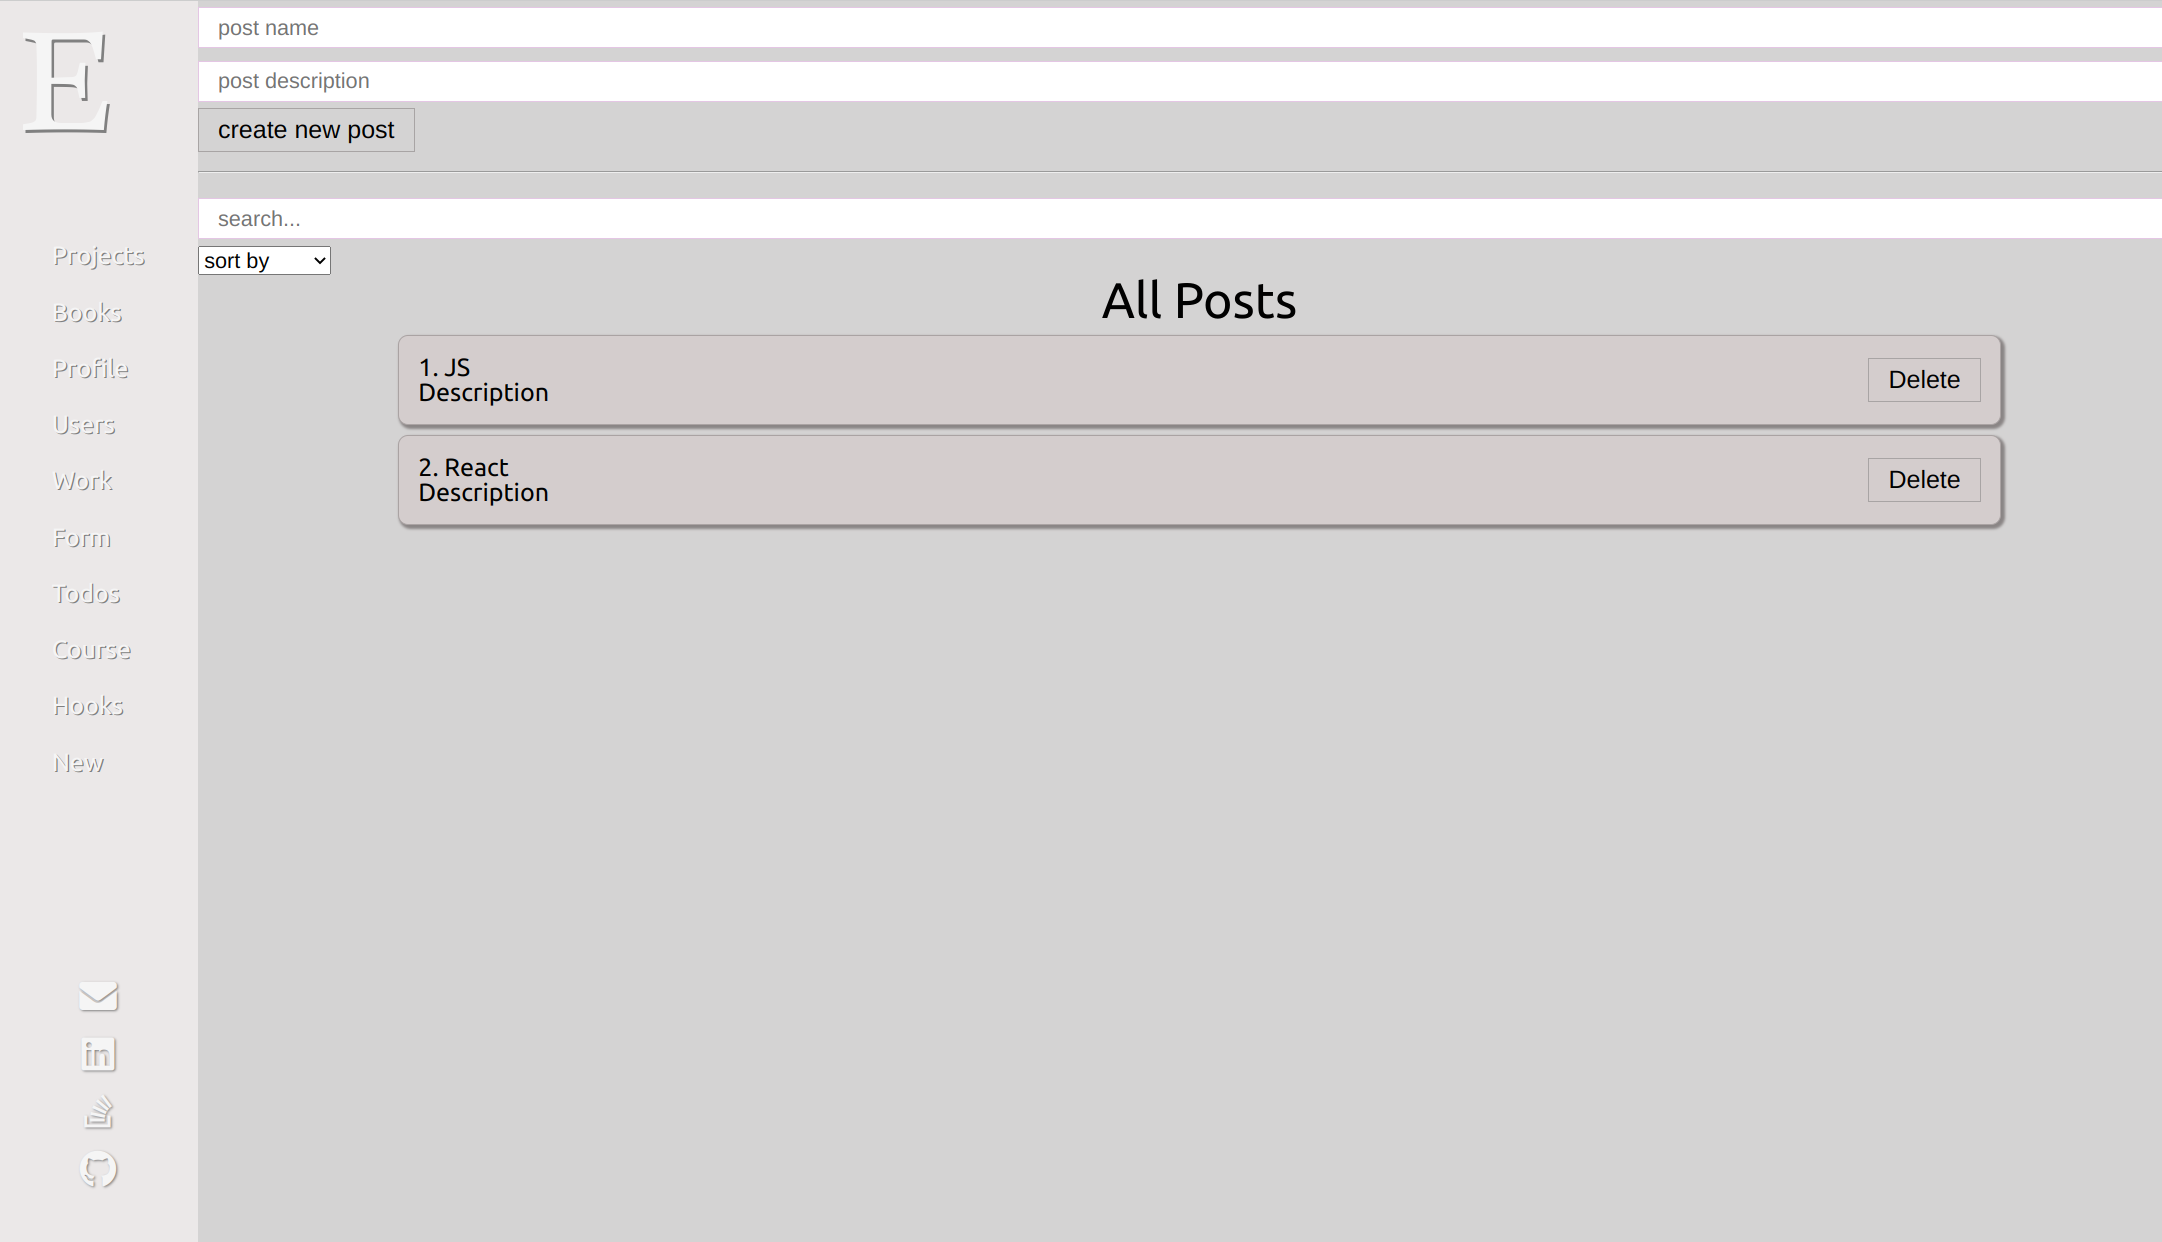 E
Projects
Books
Profile
Users
Work
Form
Todos
Course
Hooks
New
in
post name
post description
create new post
search...
sort by
All Posts
1. JS
Description
Delete
2. React
Description
Delete